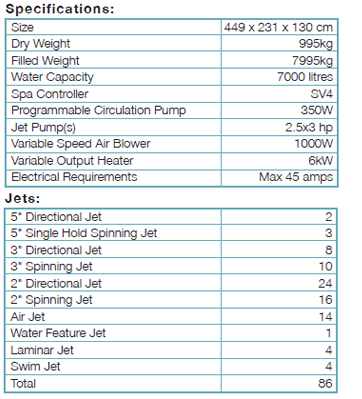 Specifications:
Size 449 x 231 x 130 cm
Dry Weight 995kg
Filled Weight 7995kg
Water Capacity 7000 litres
Spa Controller SV4
Programmable Circulation Pump 350W
Jet Pump(s) 2.5x3 hp
Variable Speed Air Blower 1000W
Variable Output Heater 6kW
Electrical Requirements Max 45 amps
Jets:
5" Directional Jet 2
5" Single Hold Spinning Jet 3
3" Directional Jet 8
3" Spinning Jet 10
2" Directional Jet 24
2" Spinning Jet 16
Air Jet 14
Water Feature Jet 1
Laminar Jet 4
Swim Jet 4
Total 86